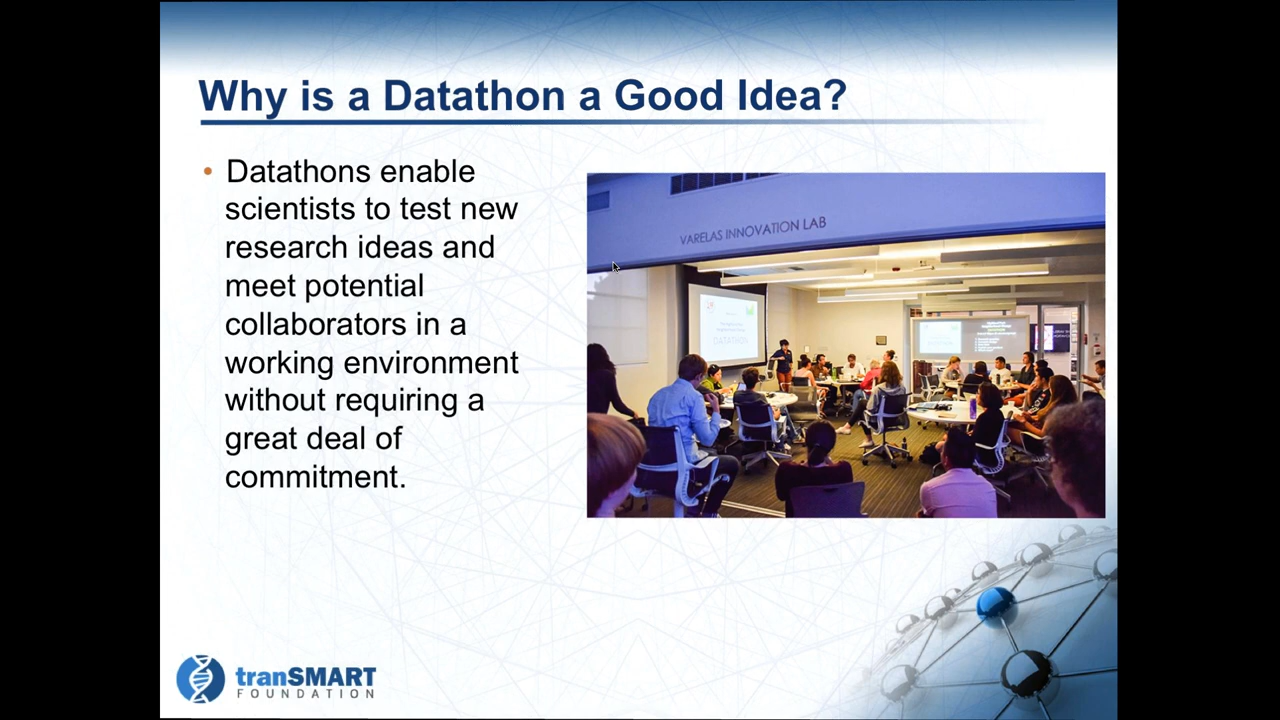 Why is a Datathon a Good Idea?
• Datathons enable
scientists to test new
research ideas and
meet potential
collaborators in a
working environment
without requiring a
great deal of
commitment.
VARELAS INNOVATION LAB
DATATHON
tranSMART
FOUNDATION